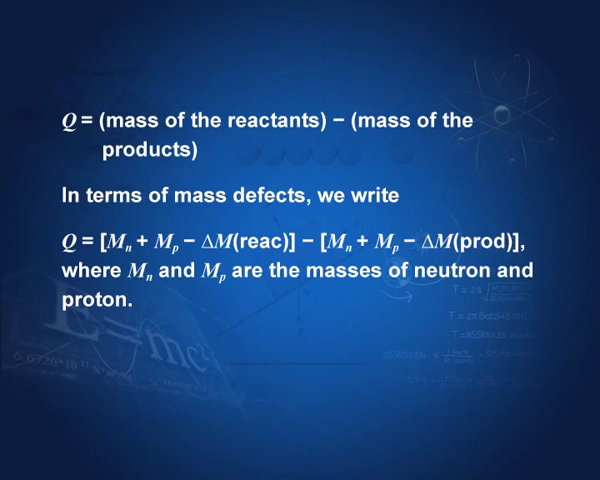 Q = (mass of the reactants) − (mass of the
products)
In terms of mass defects, we write
Q = [Mₙ + Mₚ − ΔM(reac)] − [Mₙ + Mₚ − ΔM(prod)],
where Mₙ and Mₚ are the masses of neutron and
proton.
E=mc²